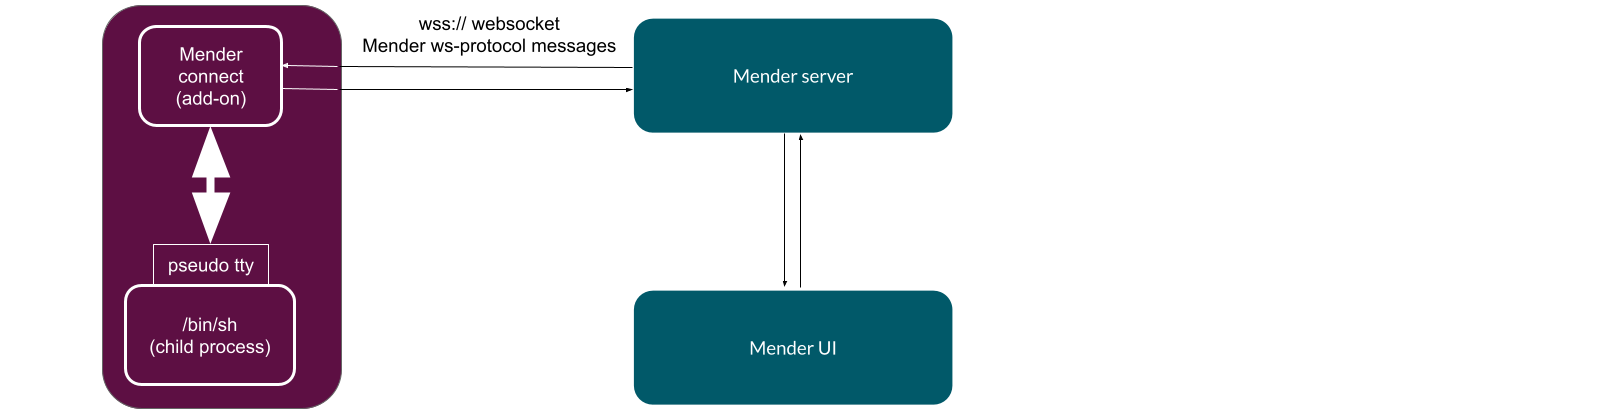 Mender
connect
(add-on)
wss:// websocket
Mender ws-protocol messages
Mender server
pseudo tty
/bin/sh
(child process)
Mender UI